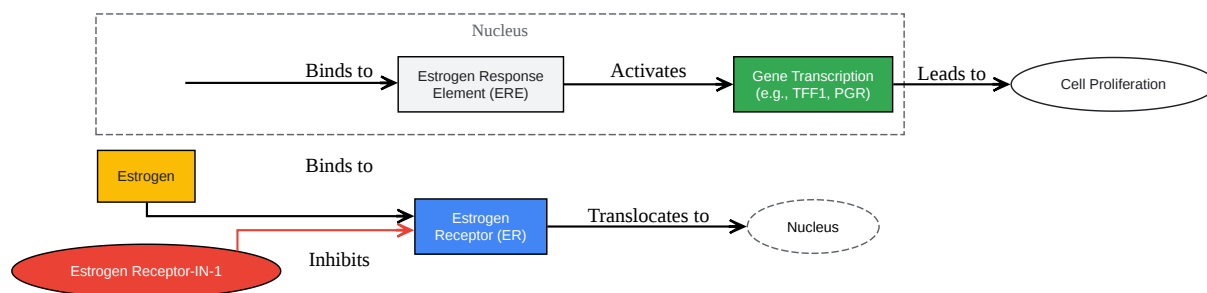 Nucleus
Binds to
Estrogen Response
Element (ERE)
Activates
Gene Transcription
(e.g., TFF1, PGR)
Leads to
Cell Proliferation
Estrogen
Binds to
Estrogen
Receptor (ER)
Translocates to
Nucleus
Estrogen Receptor-IN-1
Inhibits